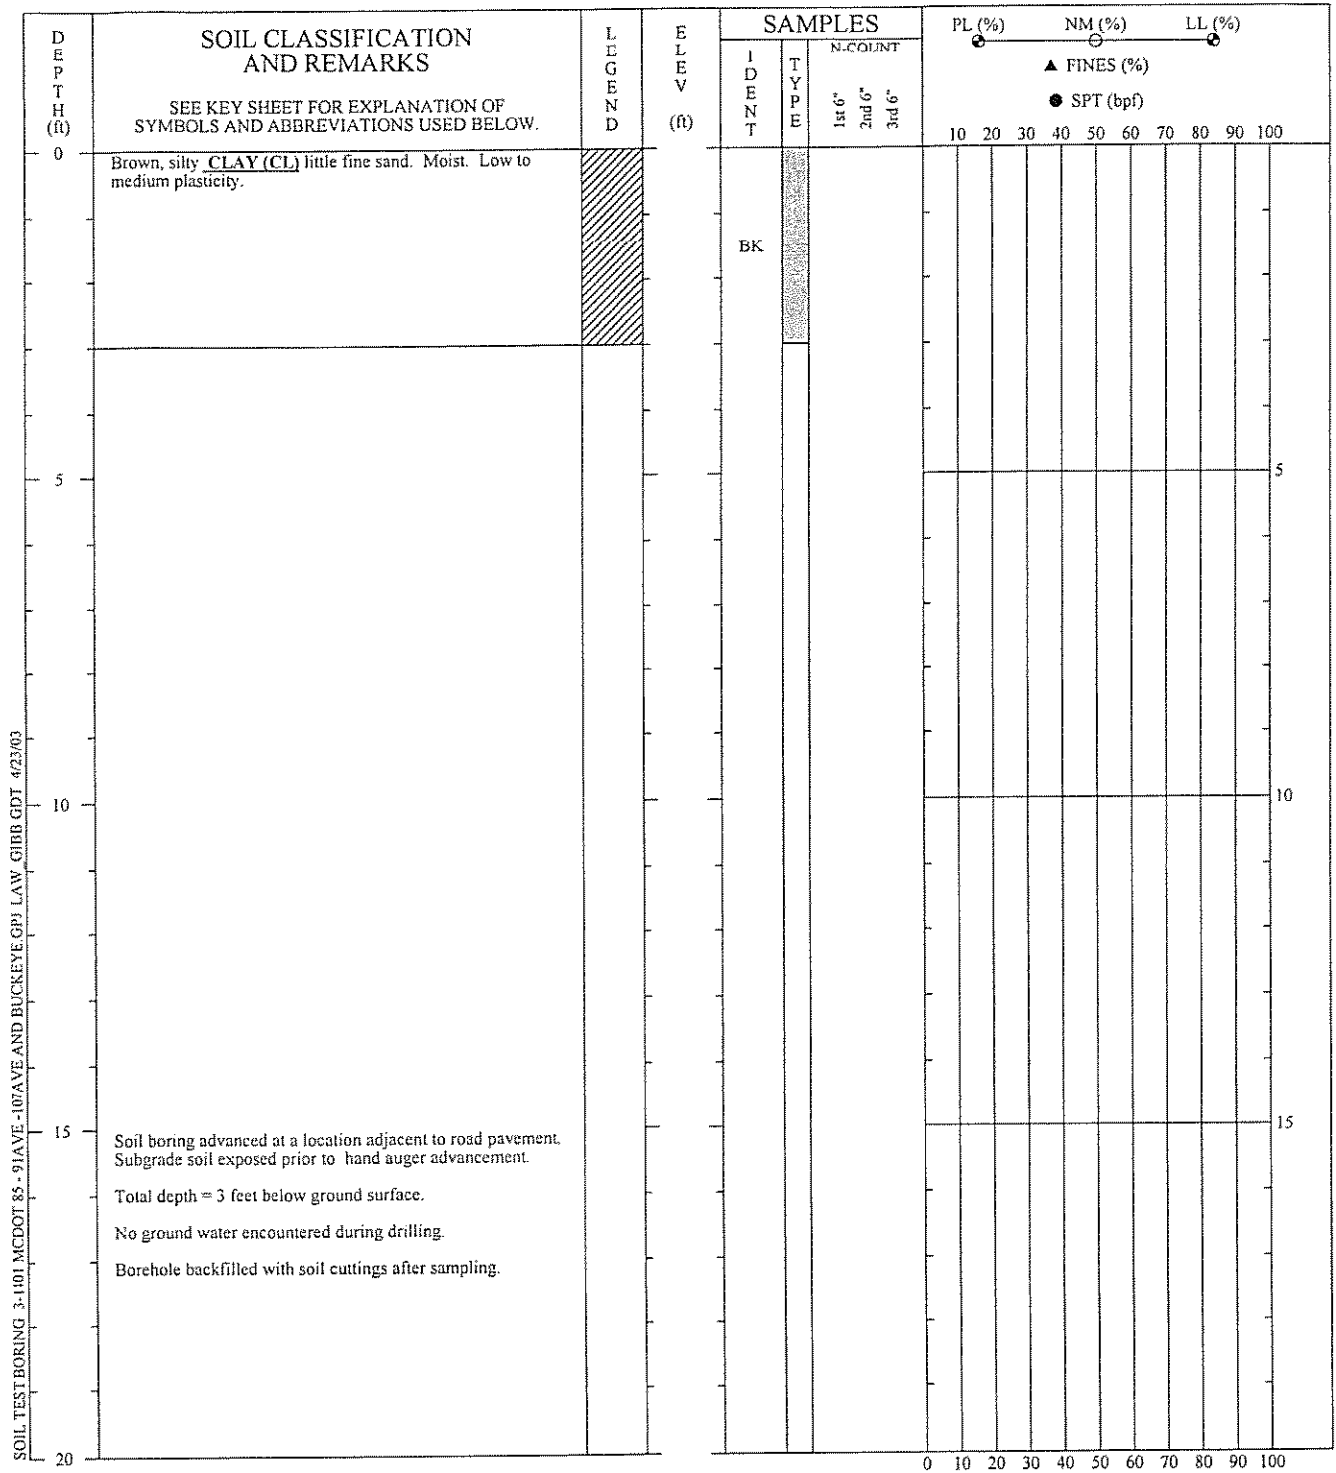 DEPTH (ft)
SOIL CLASSIFICATION
AND REMARKS
SEE KEY SHEET FOR EXPLANATION OF
SYMBOLS AND ABBREVIATIONS USED BELOW.
LEGEND
ELEV (ft)
SAMPLES
IDENT
TYPE
N-COUNT
1st 6"
2nd 6"
3rd 6"
PL (%) NM (%) LL (%)
▲ FINES (%)
● SPT (bpf)
10 20 30 40 50 60 70 80 90 100
0
Brown, silty CLAY (CL) little fine sand. Moist. Low to
medium plasticity.
BK
5
5
10
10
15
15
Soil boring advanced at a location adjacent to road pavement.
Subgrade soil exposed prior to hand auger advancement.
Total depth = 3 feet below ground surface.
No ground water encountered during drilling.
Borehole backfilled with soil cuttings after sampling.
20
0 10 20 30 40 50 60 70 80 90 100
SOIL TEST BORING 3-1101 MCDOT 85 - 91AVE -107AVE AND BUCKEYE.GPJ LAW_GIBB GDT 4/23/03